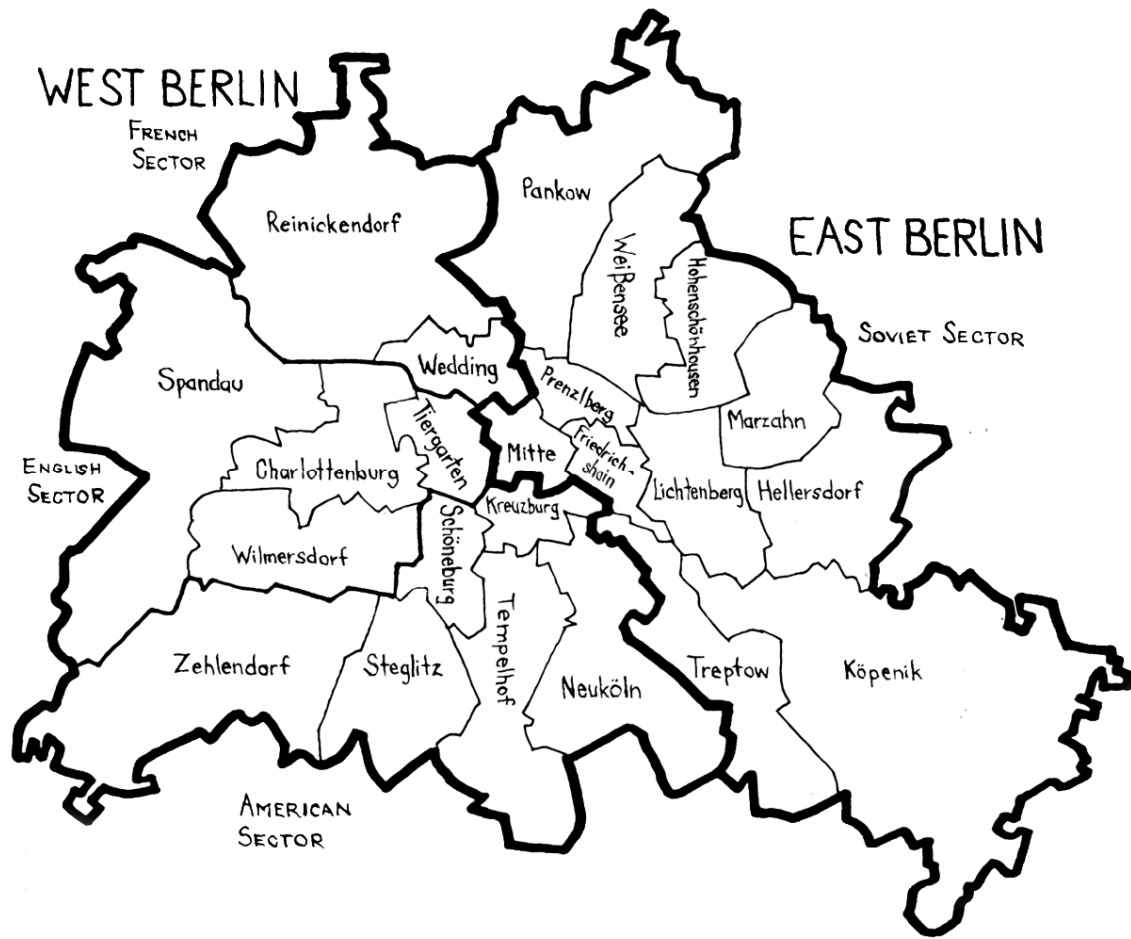 WEST BERLIN
FRENCH
SECTOR
Reinickendorf
Pankow
Weißensee
Hohenschönhausen
EAST BERLIN
SOVIET SECTOR
Wedding
Prenzlberg
Spandau
Tiergarten
Marzahn
Mitte
Friedrich-
shain
ENGLISH
SECTOR
Charlottenburg
Lichtenberg
Hellersdorf
Kreuzburg
Wilmersdorf
Schöneburg
Zehlendarf
Steglitz
Tempelhof
Neuköln
Treptow
Köpenik
AMERICAN
SECTOR